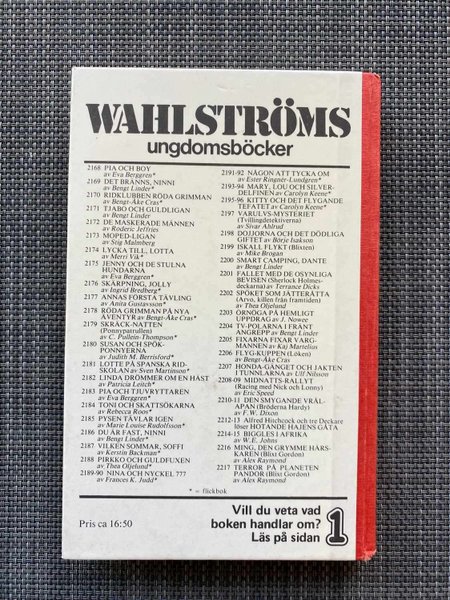 WAHLSTRÖMS
ungdomsböcker
2168 PIA OCH BOY
av Eva Berggren*
2169 DET BRANNS, NINNI
av Bengt Linder*
2170 RIDKLUBBEN RÖDA GRIMMAN
av Bengt-Åke Cras*
2171 TJABO OCH GULDLIGAN
av Bengt Linder
2172 DE MASKERADE MÄNNEN
av Roderic Jeffries
2173 MOPED-LIGAN
av Stig Malmberg
2174 LYCKA TILL, LOTTA
av Merri Vik*
2175 JENNY OCH DE STULNA
HUNDARNA
av Eva Berggren*
2176 SKÄRPNING, JOLLY
av Ingrid Bredberg*
2177 ANNAS FÖRSTA TÄVLING
av Anita Gustavsson*
2178 RÖDA GRIMMAN PÅ NYA
ÄVENTYR av Bengt-Åke Cras*
2179 SKRÄCK-NATTEN
(Ponnypatrullen)
av C. Pullein-Thompson*
2180 SUSAN OCH SPÖK-
PONNYERNA
av Judith M. Berrisford*
2181 LOTTE PÅ SPANSKA RID-
SKOLAN av Sven Martinson*
2182 LINDA DRÖMMER OM EN HÄST
av Patricia Leitch*
2183 PIA OCH TJUVRYTTAREN
av Eva Berggren*
2184 TONI OCH SKATTSÖKARNA
av Rebecca Roos*
2185 PYSEN TÄVLAR IGEN
av Marie Louise Rudolfsson*
2186 DU ÄR FAST, NINNI
av Bengt Linder*
2187 VILKEN SOMMAR, SOFFI
av Kerstin Backman*
2188 PIRKKO OCH GULDFUXEN
av Thea Oljelund*
2189-90 NINA OCH NYCKEL 777
av Frances K. Judd*
2191-92 NÅGON ATT TYCKA OM
av Ester Ringnér-Lundgren*
2193-94 MARY, LOU OCH SILVER-
DELFINEN av Carolyn Keene*
2195-96 KITTY OCH DET FLYGANDE
TEFATET av Carolyn Keene*
2197 VARULVS-MYSTERIET
(Tvillingdetektiverna)
av Sivar Ahlrud
2198 DOJJORNA OCH DET DÖDLIGA
GIFTET av Börje Isakson
2199 ISKALL FLYKT (Blixten)
av Mike Brogan
2200 SMART CAMPING, DANTE
av Bengt Linder
2201 FALLET MED DE OSYNLIGA
BEVISEN (Sherlock Holmes-
deckarna) av Terrance Dicks
2202 SPÖKET SOM JÄTTERÄTTA
(Arvo, killen från framtiden)
av Thea Oljelund
2203 ÖRNÖGA PÅ HEMLIGT
UPPDRAG av J. Nowee
2204 TV-POLARNA I FRÄNT
ANGREPP av Bengt Linder
2205 FIXARNA FIXAR VARG-
MANNEN av Kaj Martelius
2206 FLYG-KUPPEN (Löken)
av Bengt-Åke Cras
2207 HONDA-GÄNGET OCH JAKTEN
I TUNNLARNA av Ulf Nilsson
2208-09 MIDNATTS-RALLYT
(Racing med Nick och Lonny)
av Eric Speed
2210-11 DEN SMYGANDE VRÅL-
APAN (Bröderna Hardy)
av F.W. Dixon
2212-13 Alfred Hitchcock och tre Deckare
löser HOTANDE HAJENS GÅTA
2214-15 BIGGLES I AFRIKA
av W.E. Johns
2216 MING, DEN GRYMME HÄRS-
KAREN (Blixt Gordon)
av Alex Raymond
2217 TERROR PÅ PLANETEN
PANDOR (Blixt Gordon)
av Alex Raymond
* = flickbok
Pris ca 16:50
Vill du veta vad
boken handlar om?
Läs på sidan 1